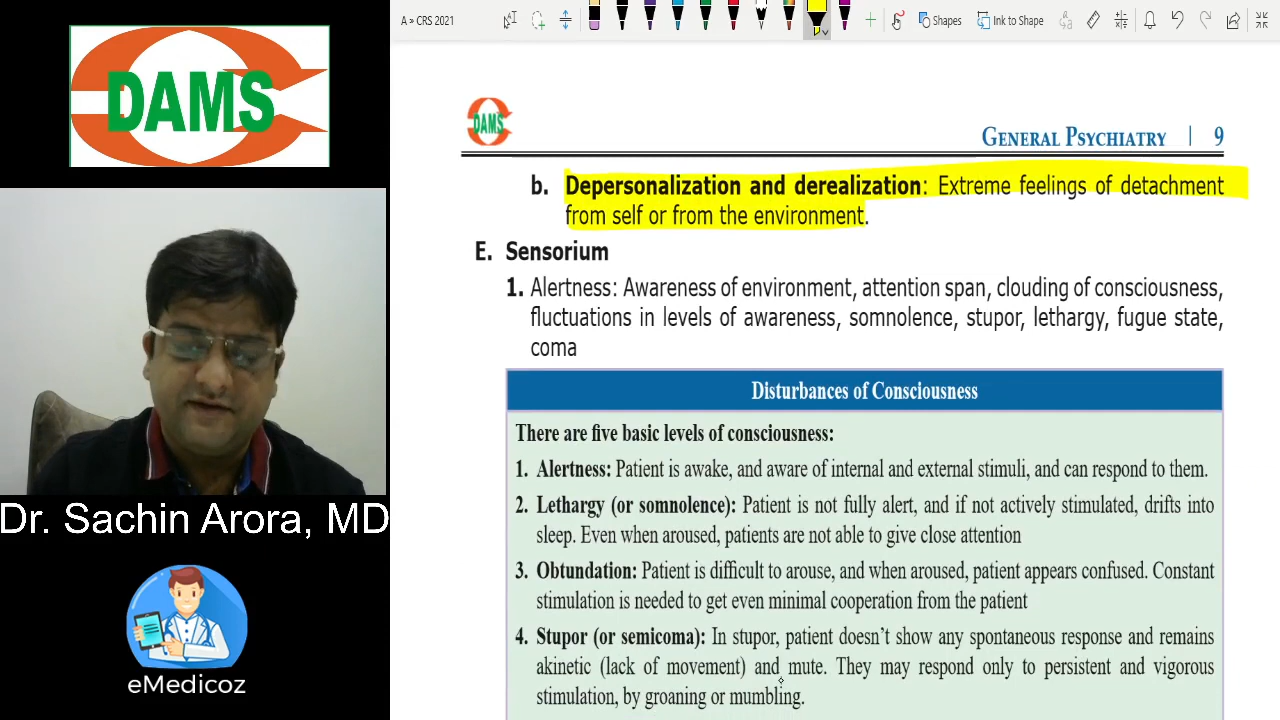 DAMS
Dr. Sachin Arora, MD
eMedicoz
A » CRS 2021
Shapes
Ink to Shape
DAMS
GENERAL PSYCHIATRY | 9
b. Depersonalization and derealization: Extreme feelings of detachment
from self or from the environment.
E. Sensorium
1. Alertness: Awareness of environment, attention span, clouding of consciousness,
fluctuations in levels of awareness, somnolence, stupor, lethargy, fugue state,
coma
Disturbances of Consciousness
There are five basic levels of consciousness:
1. Alertness: Patient is awake, and aware of internal and external stimuli, and can respond to them.
2. Lethargy (or somnolence): Patient is not fully alert, and if not actively stimulated, drifts into
sleep. Even when aroused, patients are not able to give close attention
3. Obtundation: Patient is difficult to arouse, and when aroused, patient appears confused. Constant
stimulation is needed to get even minimal cooperation from the patient
4. Stupor (or semicoma): In stupor, patient doesn't show any spontaneous response and remains
akinetic (lack of movement) and mute. They may respond only to persistent and vigorous
stimulation, by groaning or mumbling.